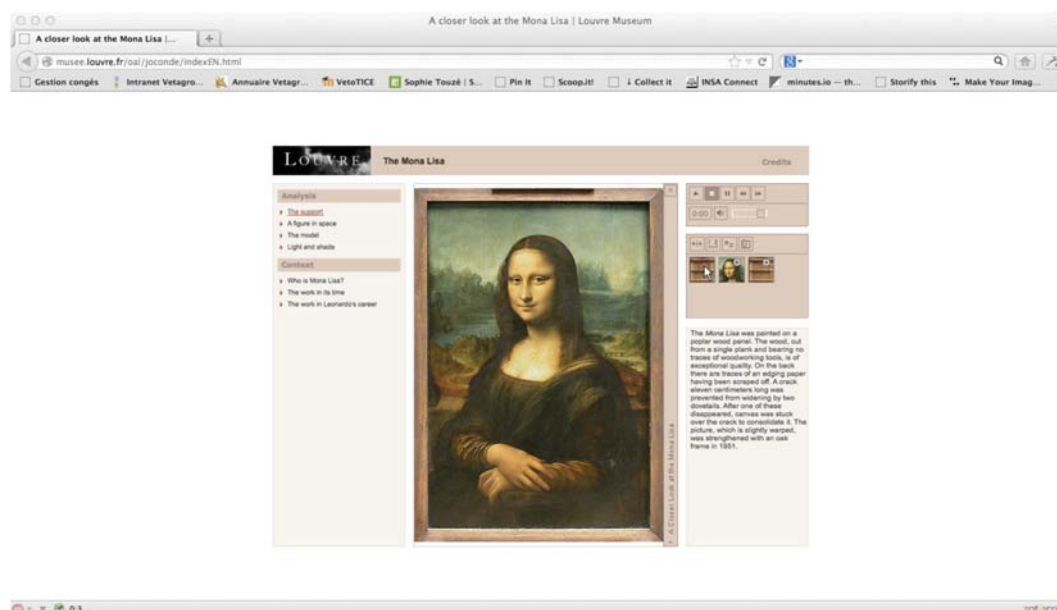 A closer look at the Mona Lisa | Louvre Museum
A closer look at the Mona Lisa |...
musee.louvre.fr/oal/joconde/indexEN.html
Gestion congés
Intranet Vetagro...
Annuaire Vetagr...
VetoTICE
Sophie Touzé | S...
Pin It
Scoop.it!
↓ Collect it
INSA Connect
minutes.io — th...
Storify this
Make Your Imag...
LOUVRE
The Mona Lisa
Credits
Analysis
The support
A figure in space
The model
Light and shade
Context
Who is Mona Lisa?
The work in its time
The work in Leonardo's career
A Closer Look at the Mona Lisa
0:00
The Mona Lisa was painted on a
poplar wood panel. The wood, cut
from a single plank and bearing no
traces of woodworking tools, is of
exceptional quality. On the back
there are traces of an edging paper
having been scraped off. A crack
eleven centimeters long was
prevented from widening by two
dovetails. After one of these
disappeared, canvas was stuck
over the crack to consolidate it. The
picture, which is slightly warped,
was strengthened with an oak
frame in 1951.